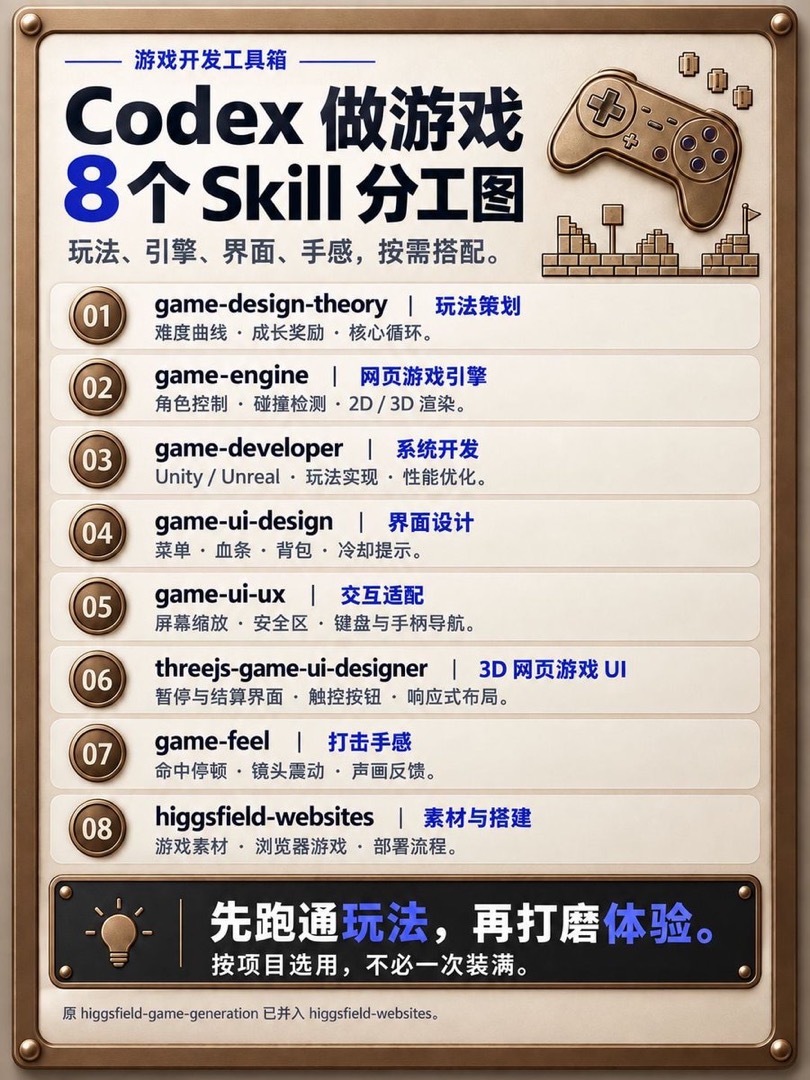 游戏开发工具箱
Codex 做游戏
8个 Skill 分工图
玩法、引擎、界面、手感，按需搭配。
01
game-design-theory | 玩法策划
难度曲线 · 成长奖励 · 核心循环。
02
game-engine | 网页游戏引擎
角色控制 · 碰撞检测 · 2D / 3D 渲染。
03
game-developer | 系统开发
Unity / Unreal · 玩法实现 · 性能优化。
04
game-ui-design | 界面设计
菜单 · 血条 · 背包 · 冷却提示。
05
game-ui-ux | 交互适配
屏幕缩放 · 安全区 · 键盘与手柄导航。
06
threejs-game-ui-designer | 3D 网页游戏 UI
暂停与结算界面 · 触控按钮 · 响应式布局。
07
game-feel | 打击手感
命中停顿 · 镜头震动 · 声画反馈。
08
higgsfield-websites | 素材与搭建
游戏素材 · 浏览器游戏 · 部署流程。
先跑通玩法，再打磨体验。
按项目选用，不必一次装满。
原 higgsfield-game-generation 已并入 higgsfield-websites。